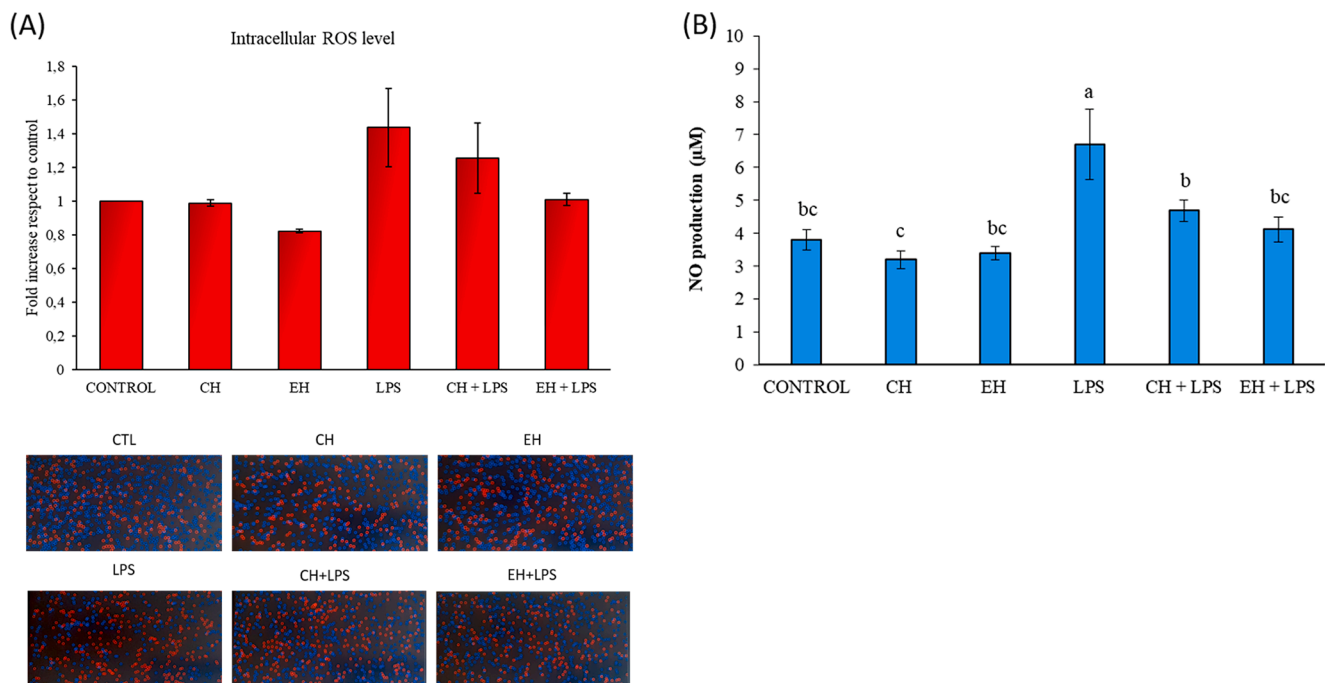 (A)
Intracellular ROS level
Fold increase respect to control
1,8
1,6
1,4
1,2
1
0,8
0,6
0,4
0,2
0
CONTROL CH EH LPS CH + LPS EH + LPS
CTL CH EH
LPS CH+LPS EH+LPS
(B)
NO production (µM)
10
9
8
7
6
5
4
3
2
1
0
bc c bc a b bc
CONTROL CH EH LPS CH + LPS EH + LPS